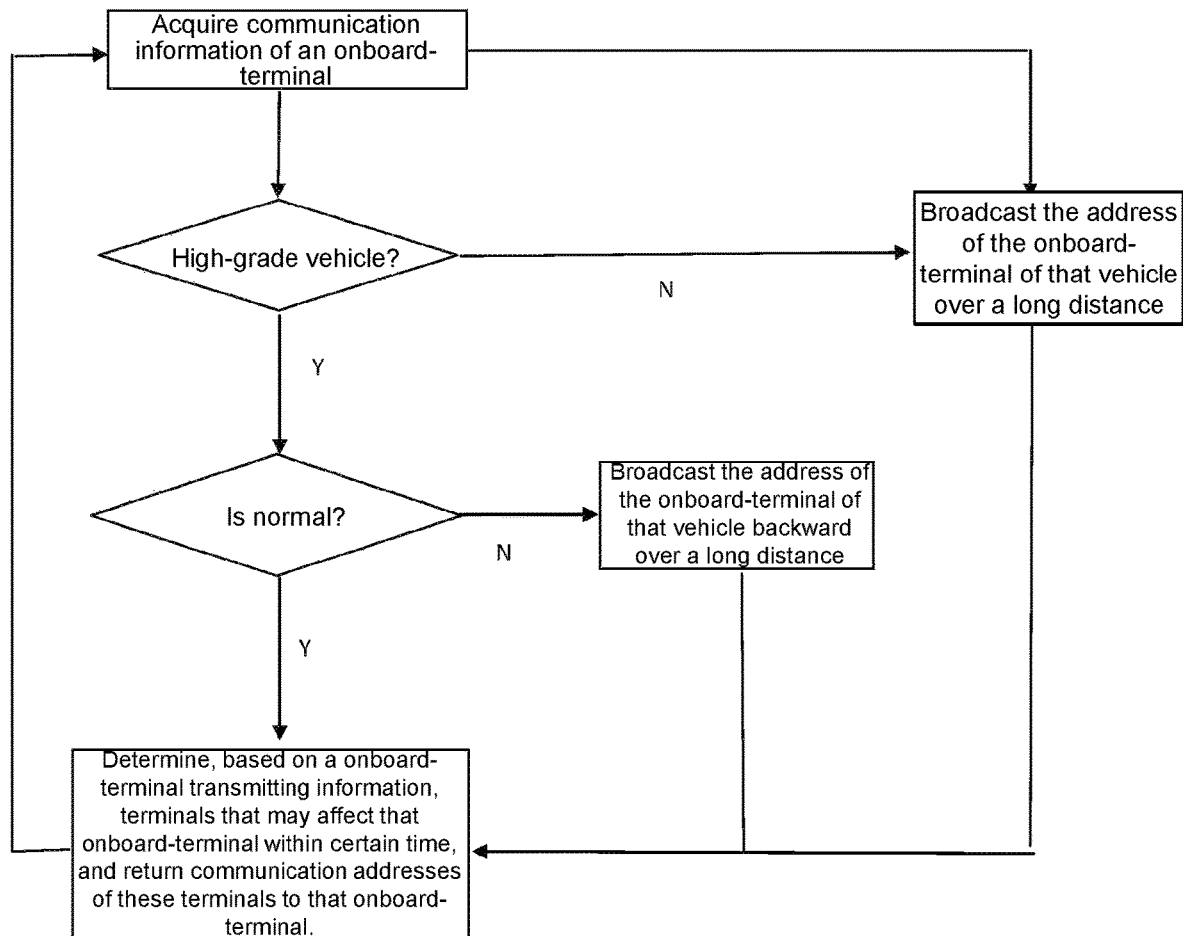 Acquire communication
information of an onboard-
terminal
High-grade vehicle?
N
Broadcast the address
of the onboard-
terminal of that vehicle
over a long distance
Y
Is normal?
N
Broadcast the address of
the onboard-terminal of
that vehicle backward
over a long distance
Y
Determine, based on a onboard-
terminal transmitting information,
terminals that may affect that
onboard-terminal within certain time,
and return communication addresses
of these terminals to that onboard-
terminal.